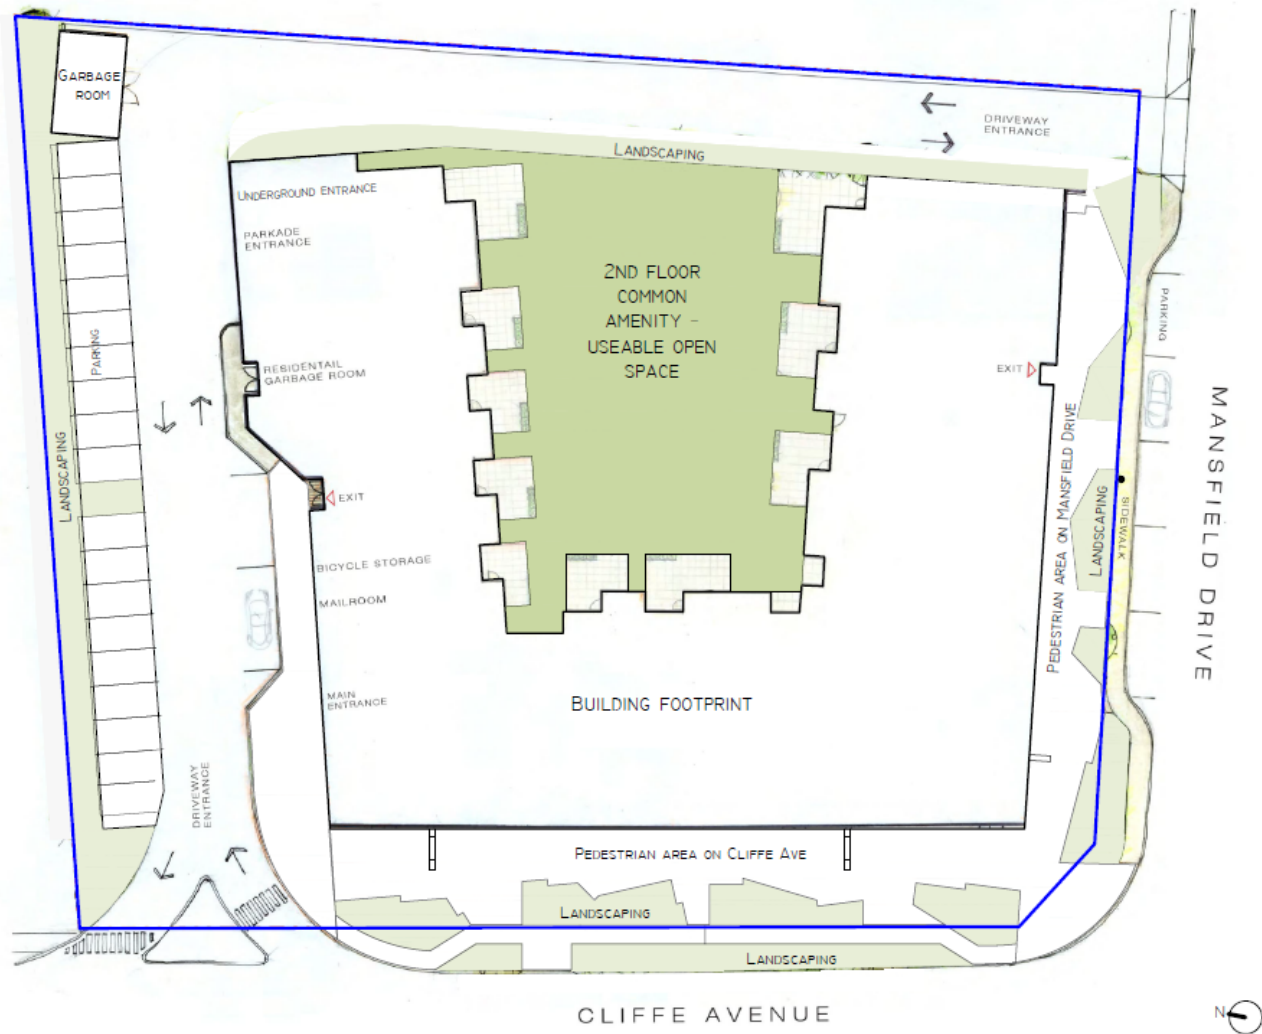 GARBAGE
ROOM
DRIVEWAY
ENTRANCE
LANDSCAPING
UNDERGROUND ENTRANCE
PARKADE
ENTRANCE
2ND FLOOR
COMMON
AMENITY -
USEABLE OPEN
SPACE
PARKING
PARKING
RESIDENTAIL
GARBAGE ROOM
EXIT
MANSFIELD DRIVE
PEDESTRIAN AREA ON MANSFIELD DRIVE
LANDSCAPING
EXIT
LANDSCAPING
SIDEWALK
BICYCLE STORAGE
MAILROOM
MAIN
ENTRANCE
BUILDING FOOTPRINT
DRIVEWAY
ENTRANCE
PEDESTRIAN AREA ON CLIFFE AVE
LANDSCAPING
LANDSCAPING
CLIFFE AVENUE
N